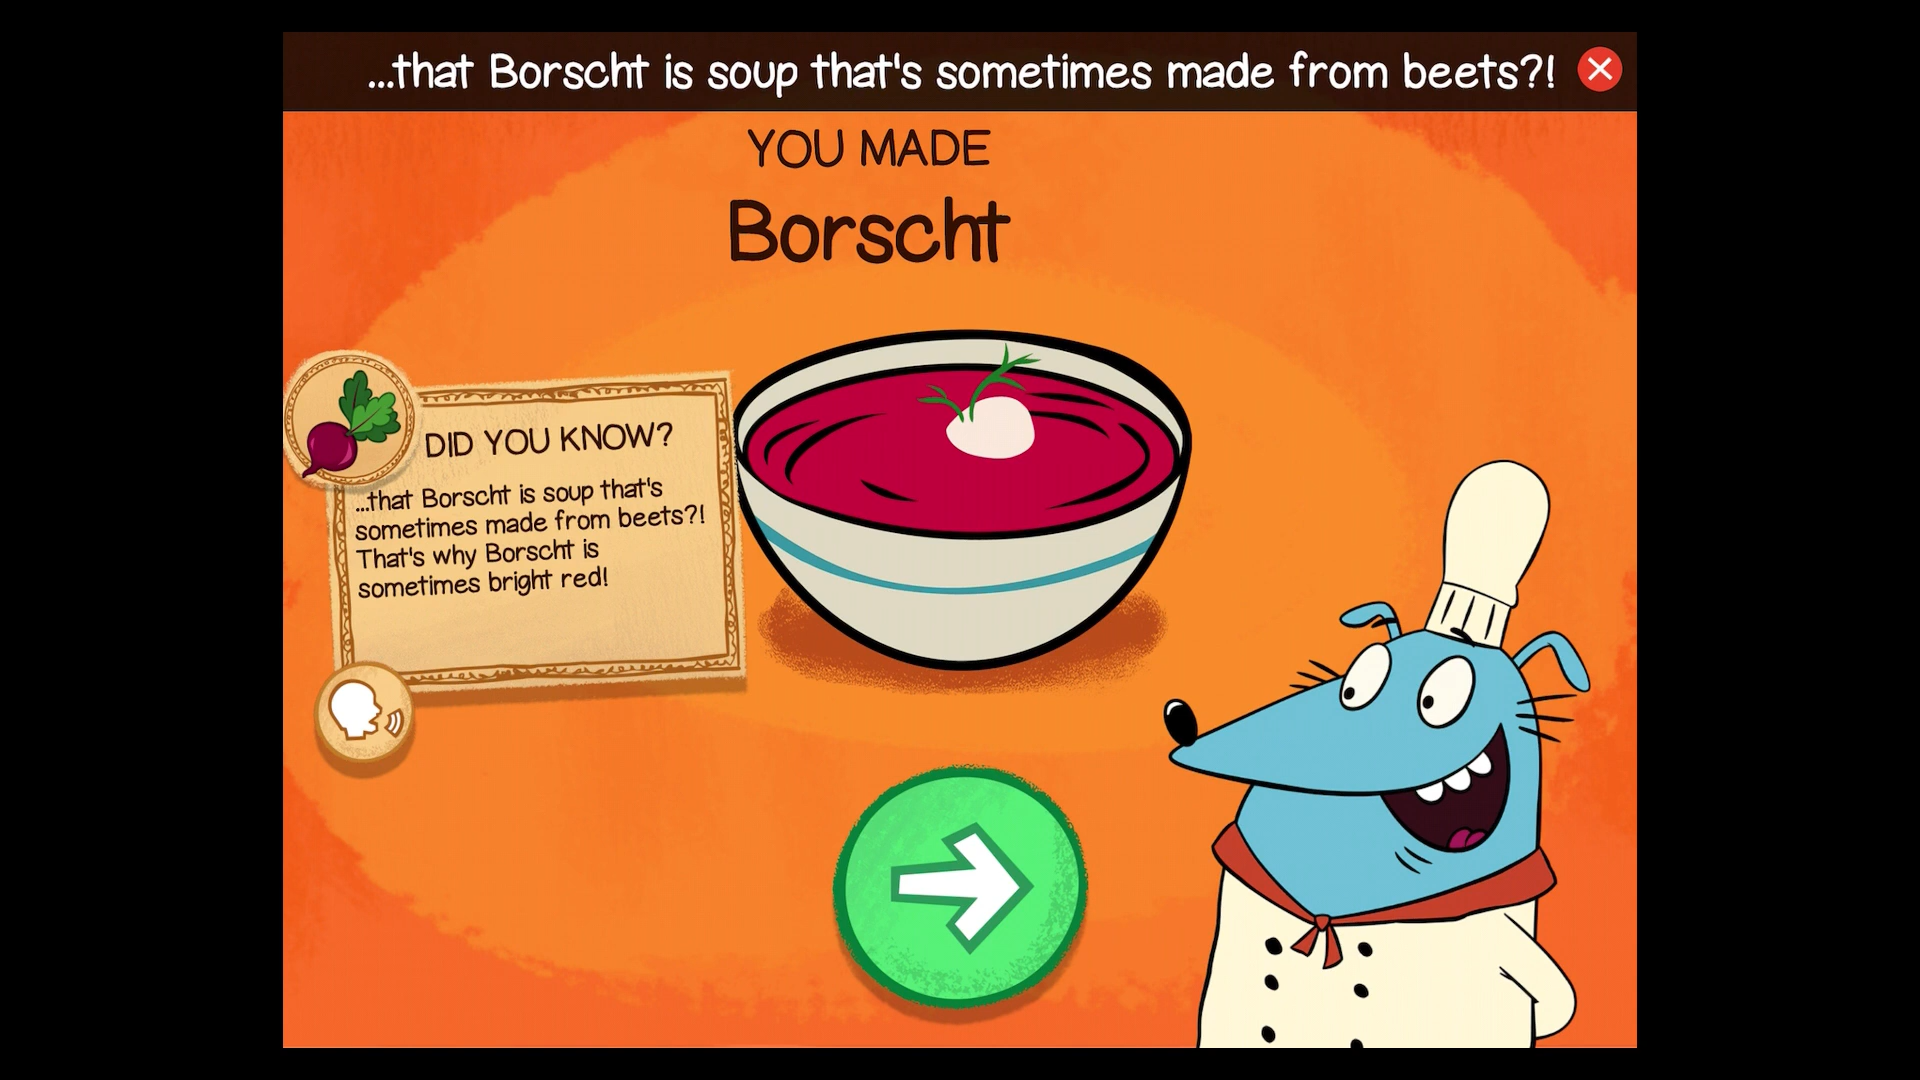 ...that Borscht is soup that's sometimes made from beets?!
YOU MADE
Borscht
DID YOU KNOW?
...that Borscht is soup that's
sometimes made from beets?!
That's why Borscht is
sometimes bright red!